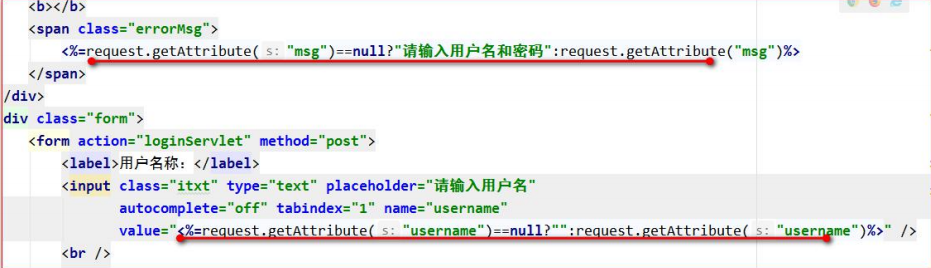 <b></b>
<span class="errorMsg">
<%=request.getAttribute( s: "msg")==null?"请输入用户名和密码":request.getAttribute("msg")%>
</span>
/div>
div class="form">
<form action="loginServlet" method="post">
<label>用户名称：</label>
<input class="itxt" type="text" placeholder="请输入用户名"
autocomplete="off" tabindex="1" name="username"
value="<%=request.getAttribute( s: "username")==null?"":request.getAttribute( s: "username")%>" />
<br />